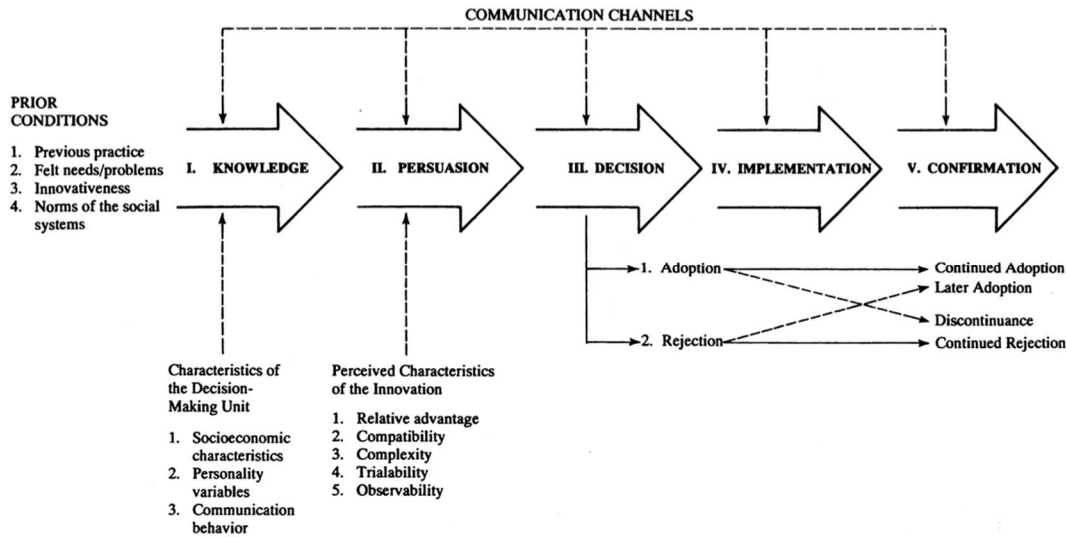 COMMUNICATION CHANNELS
PRIOR
CONDITIONS
1. Previous practice
2. Felt needs/problems
3. Innovativeness
4. Norms of the social
systems
I. KNOWLEDGE
II. PERSUASION
III. DECISION
IV. IMPLEMENTATION
V. CONFIRMATION
1. Adoption
2. Rejection
Continued Adoption
Later Adoption
Discontinuance
Continued Rejection
Characteristics of
the Decision-
Making Unit
1. Socioeconomic
characteristics
2. Personality
variables
3. Communication
behavior
Perceived Characteristics
of the Innovation
1. Relative advantage
2. Compatibility
3. Complexity
4. Trialability
5. Observability